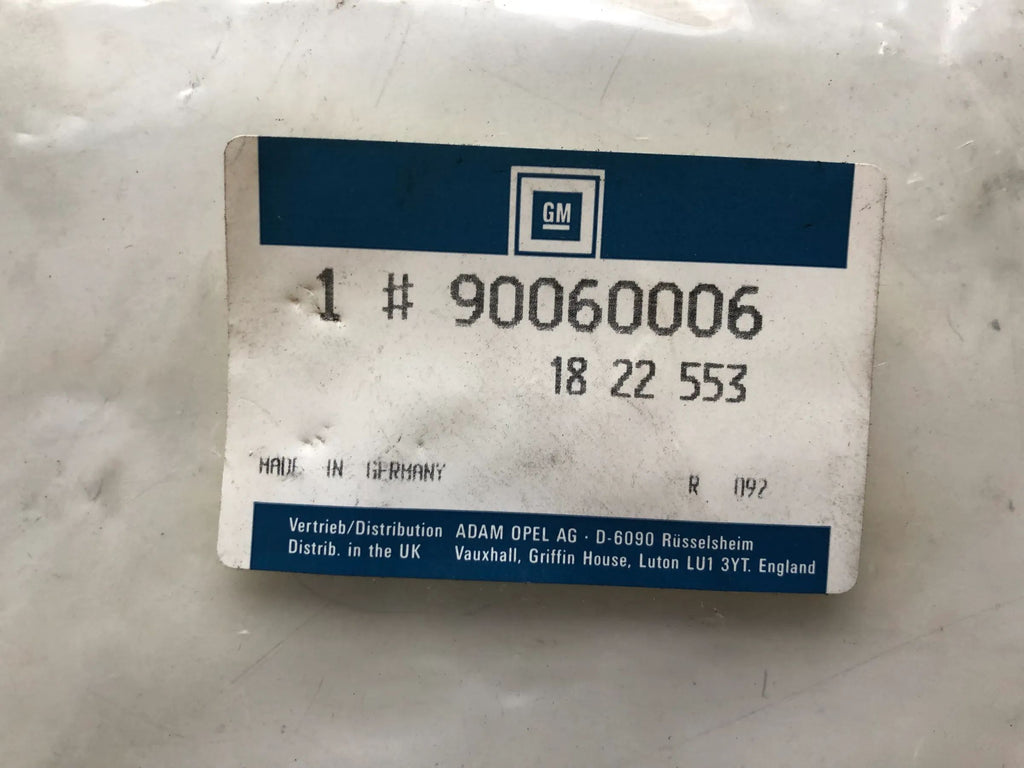 GM
1 # 90060006
18 22 553
MADE IN GERMANY
R 092
Vertrieb/Distribution ADAM OPEL AG · D-6090 Rüsselsheim
Distrib. in the UK Vauxhall, Griffin House, Luton LU1 3YT. England